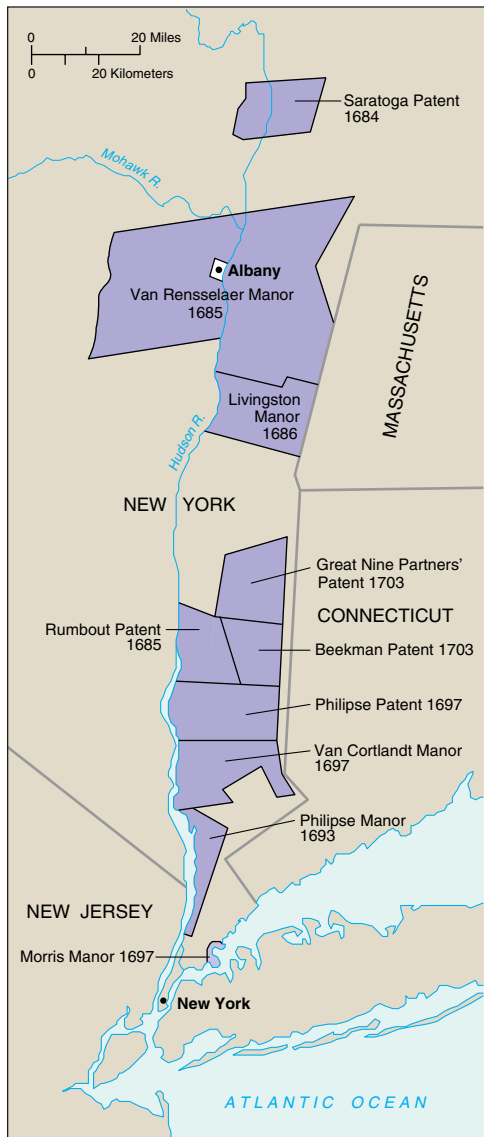 0 20 Miles
0 20 Kilometers
Saratoga Patent
1684
Mohawk R.
Albany
Van Rensselaer Manor
1685
MASSACHUSETTS
Livingston
Manor
1686
Hudson R.
NEW YORK
Great Nine Partners'
Patent 1703
CONNECTICUT
Rumbout Patent
1685
Beekman Patent 1703
Philipse Patent 1697
Van Cortlandt Manor
1697
Philipse Manor
1693
NEW JERSEY
Morris Manor 1697
New York
ATLANTIC OCEAN